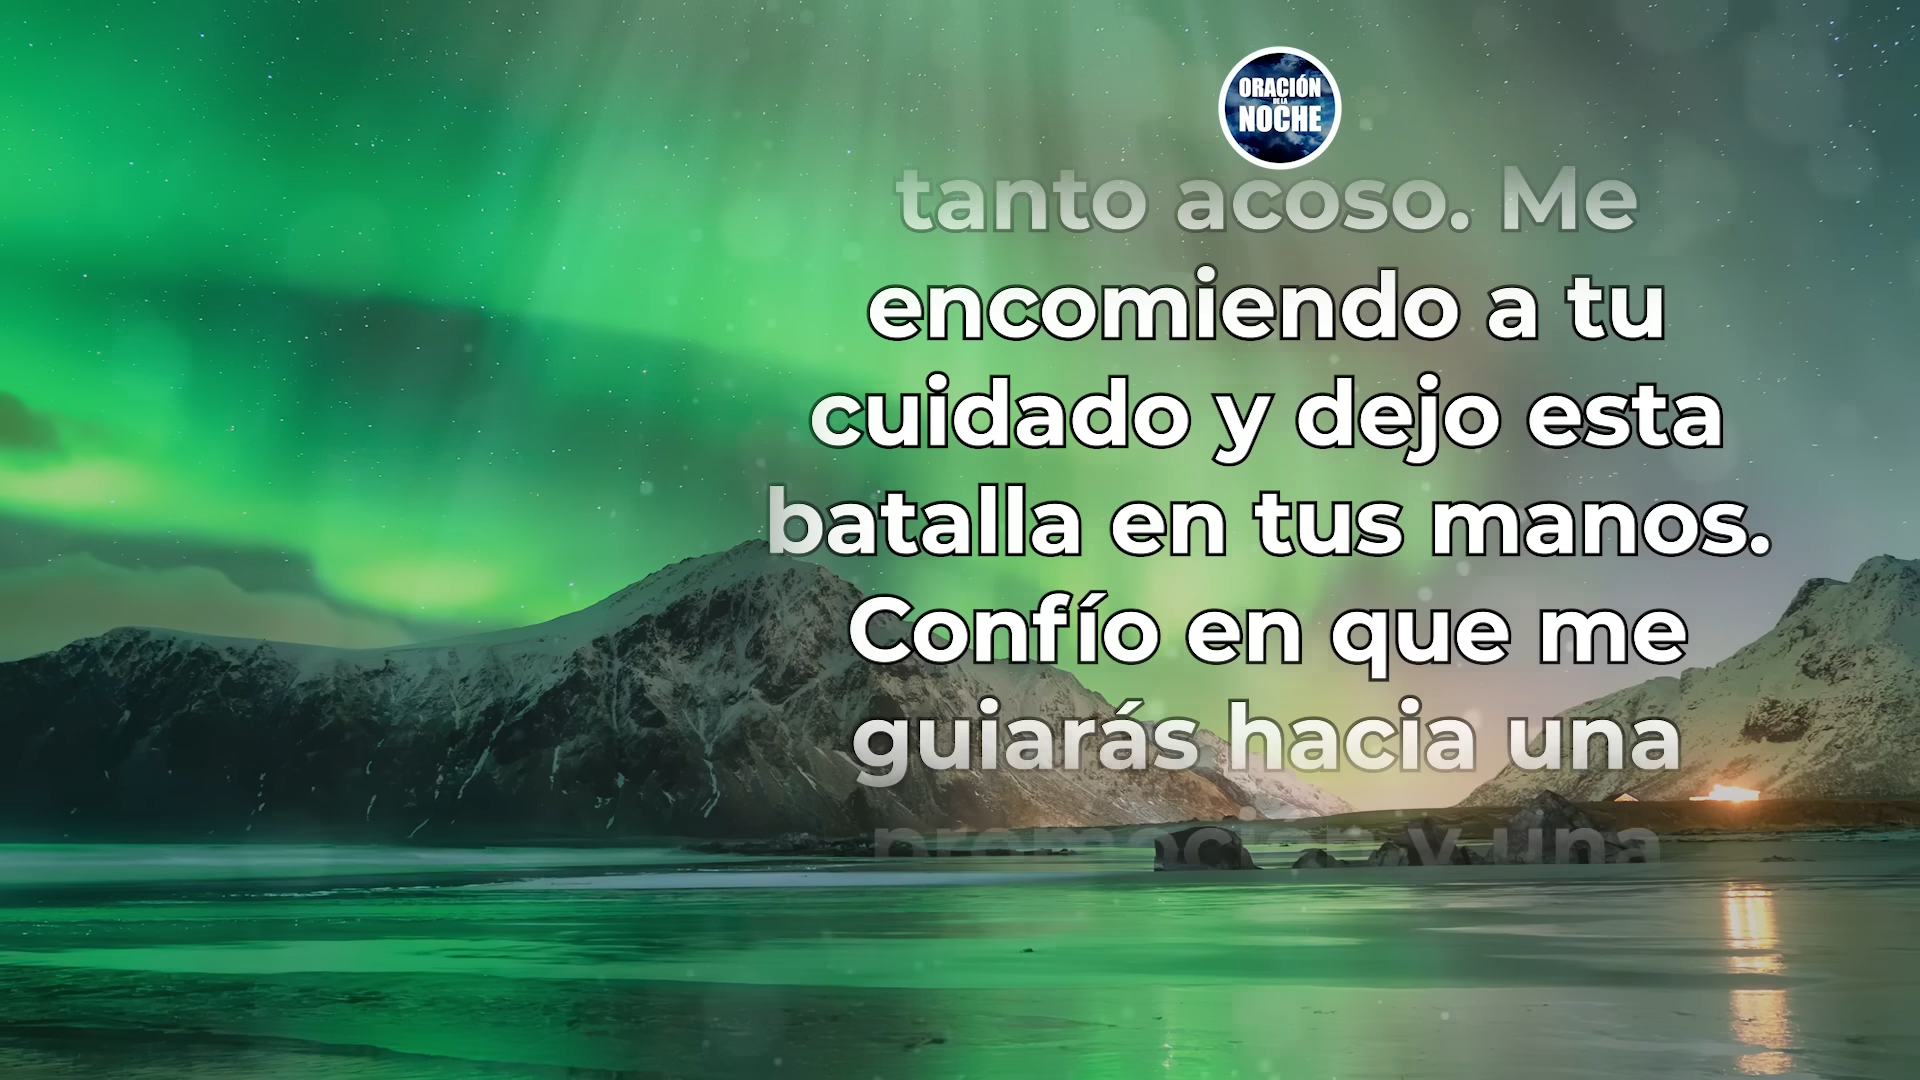 ORACIÓN
DE LA
NOCHE
tanto acoso. Me
encomiendo a tu
cuidado y dejo esta
batalla en tus manos.
Confío en que me
guiarás hacia una
promoción y una